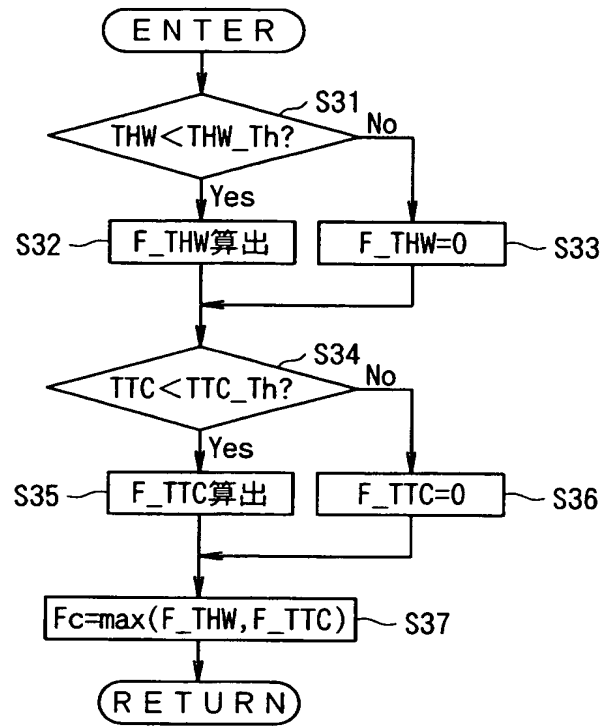 ENTER
S31
THW<THW_Th?
No
Yes
S32
F_THW算出
F_THW=0
S33
S34
TTC<TTC_Th?
No
Yes
S35
F_TTC算出
F_TTC=0
S36
Fc=max(F_THW,F_TTC)
S37
RETURN